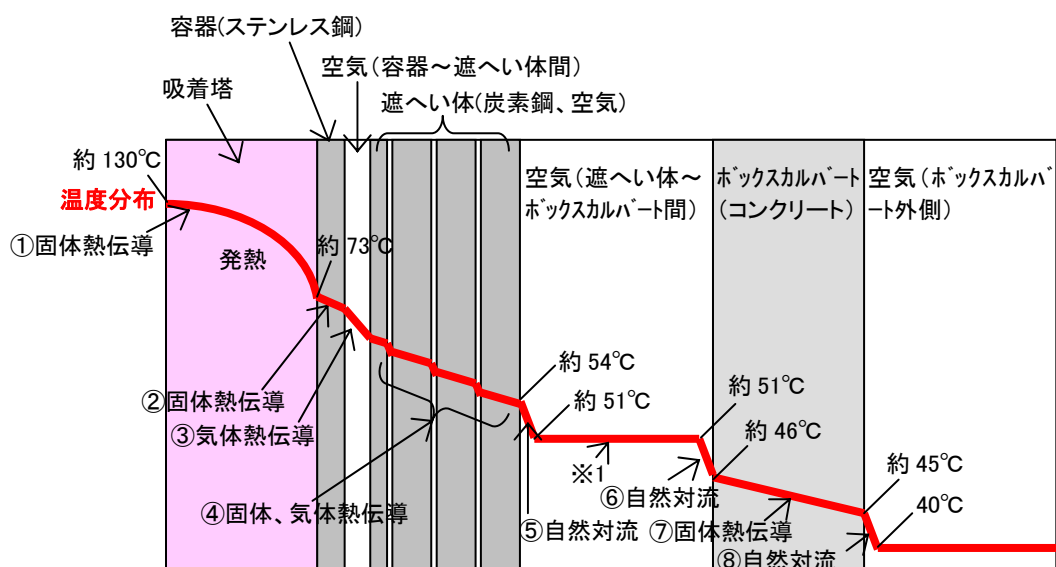 容器(ステンレス鋼)
空気(容器～遮へい体間)
吸着塔
遮へい体(炭素鋼、空気)
約 130℃
温度分布
①固体熱伝導
発熱
約 73℃
空気(遮へい体～
ボックスカルバート間)
ボックスカルバート
(コンクリート)
空気(ボックスカルバ
ート外側)
②固体熱伝導
③気体熱伝導
④固体、気体熱伝導
約 54℃
約 51℃
※1
⑤自然対流
⑥自然対流
約 51℃
約 46℃
⑦固体熱伝導
⑧自然対流
約 45℃
40℃